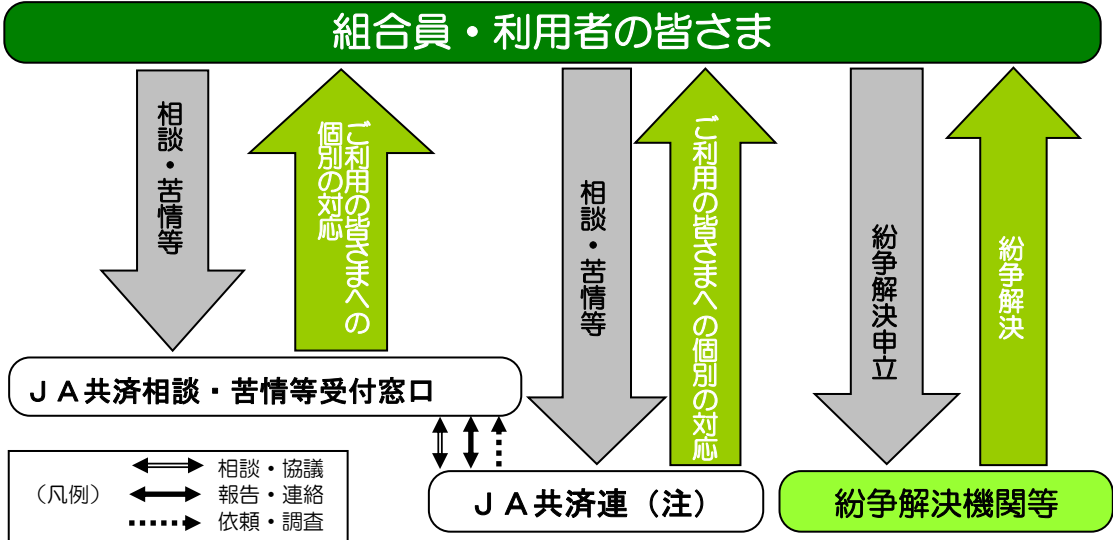 組合員・利用者の皆さま
相談・苦情等
ご利用の皆さまへの
個別の対応
相談・苦情等
ご利用の皆さまへの個別の対応
紛争解決申立
紛争解決
ＪＡ共済相談・苦情等受付窓口
（凡例）
相談・協議
報告・連絡
依頼・調査
ＪＡ共済連（注）
紛争解決機関等